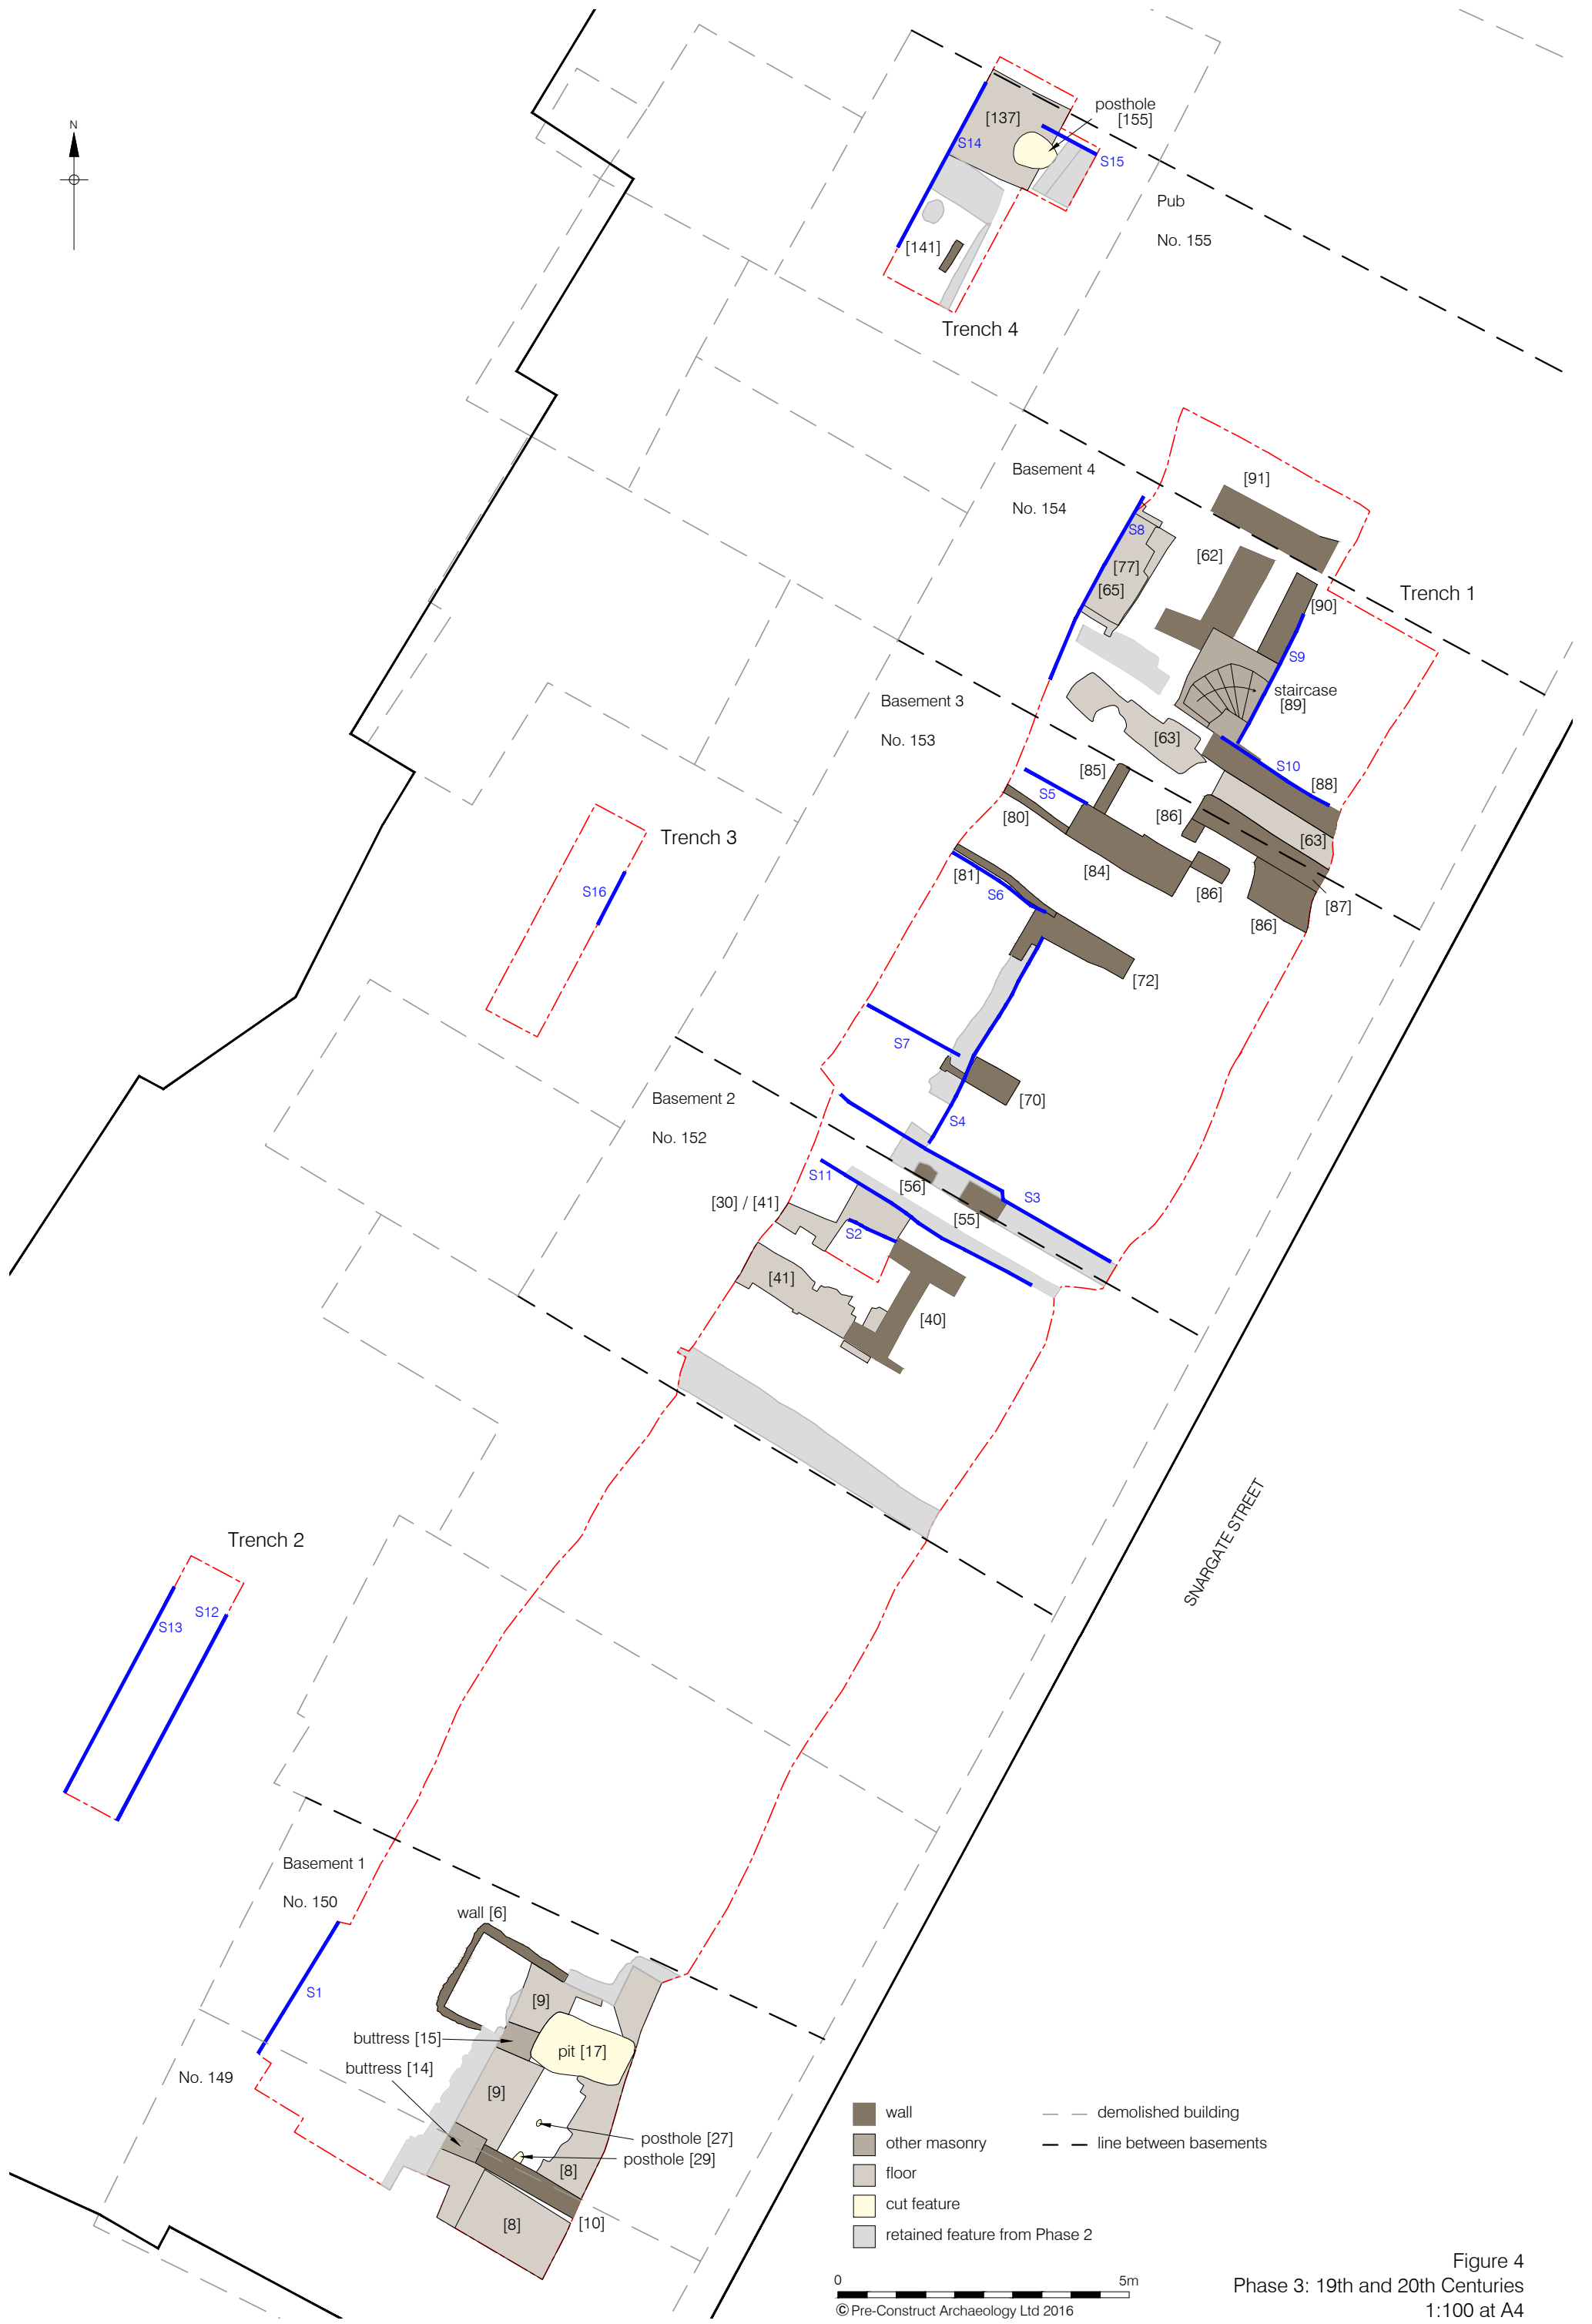 N
posthole
[155]
[137]
S14
S15
Pub
No. 155
[141]
Trench 4
Basement 4
No. 154
[91]
S8
[62]
[77]
[65]
Trench 1
[90]
S9
staircase
[89]
Basement 3
No. 153
[63]
S10
[88]
[85]
S5
[80]
[86]
[63]
[84]
[86]
[87]
[86]
Trench 3
S16
[81]
S6
[72]
S7
[70]
S4
Basement 2
No. 152
S11
[56]
S3
[55]
[30] / [41]
S2
[41]
[40]
SNARGATE STREET
Trench 2
S12
S13
Basement 1
No. 150
wall [6]
S1
[9]
buttress [15]
pit [17]
buttress [14]
No. 149
[9]
posthole [27]
posthole [29]
[8]
[8]
[10]
wall
other masonry
floor
cut feature
retained feature from Phase 2
demolished building
line between basements
0
5m
© Pre-Construct Archaeology Ltd 2016
Figure 4
Phase 3: 19th and 20th Centuries
1:100 at A4